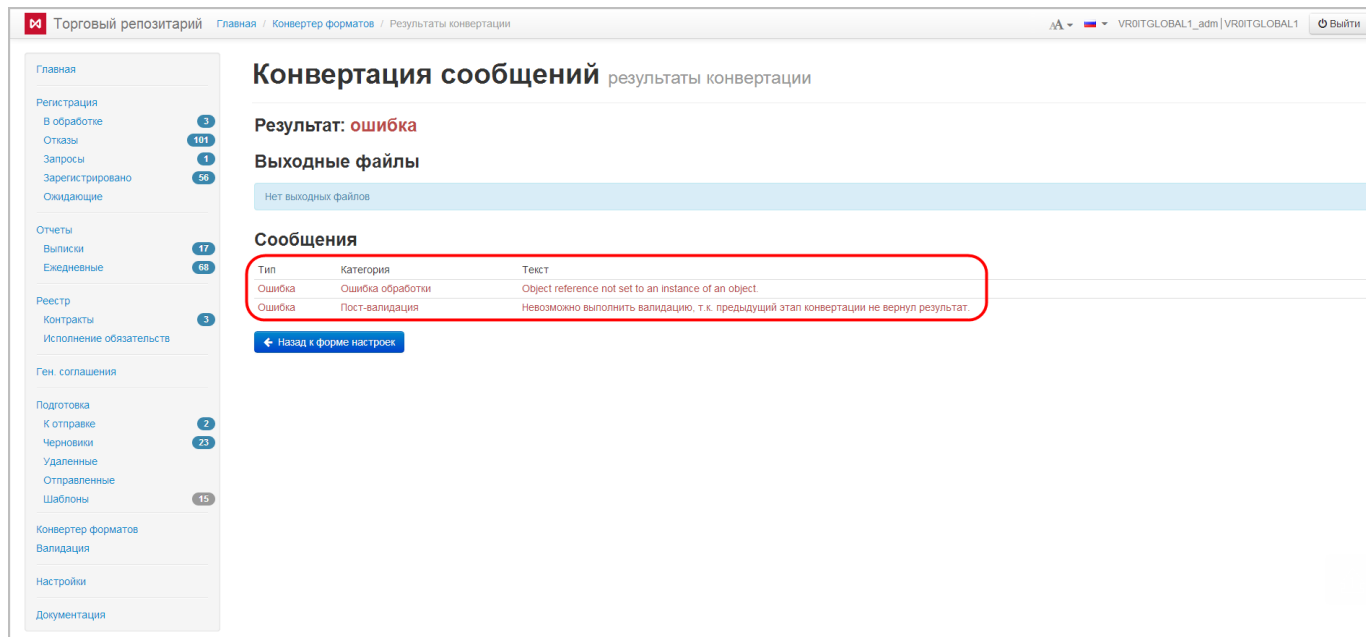 Торговый репозитарий Главная / Конвертер форматов / Результаты конвертации AA VR0ITGLOBAL1_adm | VR0ITGLOBAL1 Выйти
Главная
Регистрация
В обработке 3
Отказы 101
Запросы 1
Зарегистрировано 56
Ожидающие
Отчеты
Выписки 17
Ежедневные 68
Реестр
Контракты 3
Исполнение обязательств
Ген. соглашения
Подготовка
К отправке 2
Черновики 23
Удаленные
Отправленные
Шаблоны 15
Конвертер форматов
Валидация
Настройки
Документация
Конвертация сообщений результаты конвертации
Результат: ошибка
Выходные файлы
Нет выходных файлов
Сообщения
Тип Категория Текст
Ошибка Ошибка обработки Object reference not set to an instance of an object.
Ошибка Пост-валидация Невозможно выполнить валидацию, т.к. предыдущий этап конвертации не вернул результат.
Назад к форме настроек